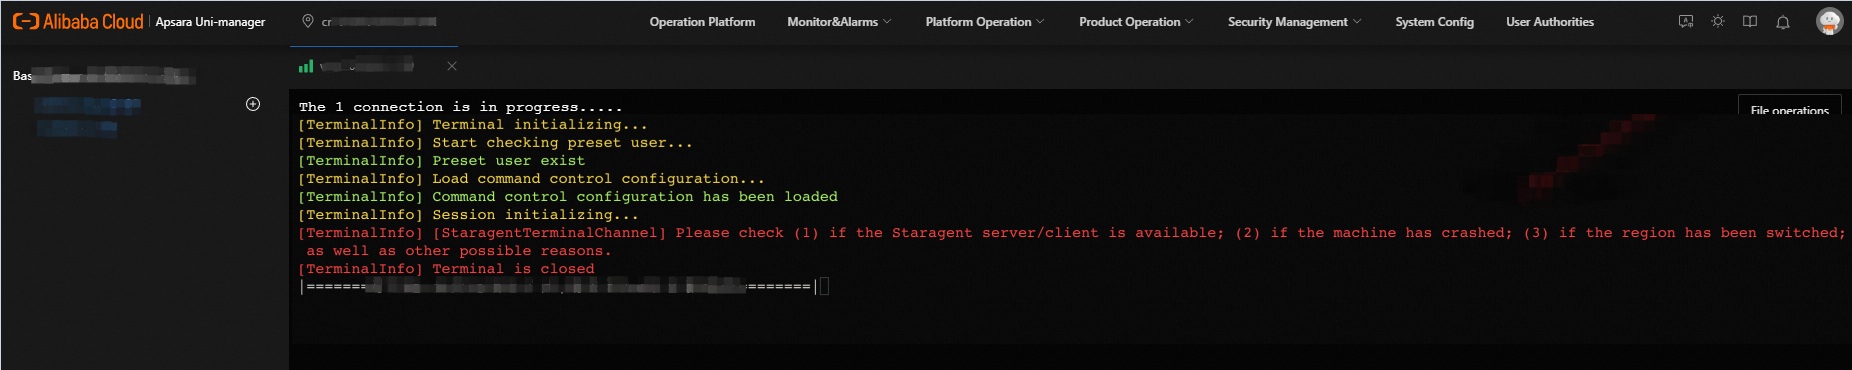 Alibaba Cloud | Apsara Uni-manager
Operation Platform Monitor&Alarms Platform Operation Product Operation Security Management System Config User Authorities
The 1 connection is in progress.....
File operations
[TerminalInfo] Terminal initializing...
[TerminalInfo] Start checking preset user...
[TerminalInfo] Preset user exist
[TerminalInfo] Load command control configuration...
[TerminalInfo] Command control configuration has been loaded
[TerminalInfo] Session initializing...
[TerminalInfo] [StaragentTerminalChannel] Please check (1) if the Staragent server/client is available; (2) if the machine has crashed; (3) if the region has been switched;
as well as other possible reasons.
[TerminalInfo] Terminal is closed